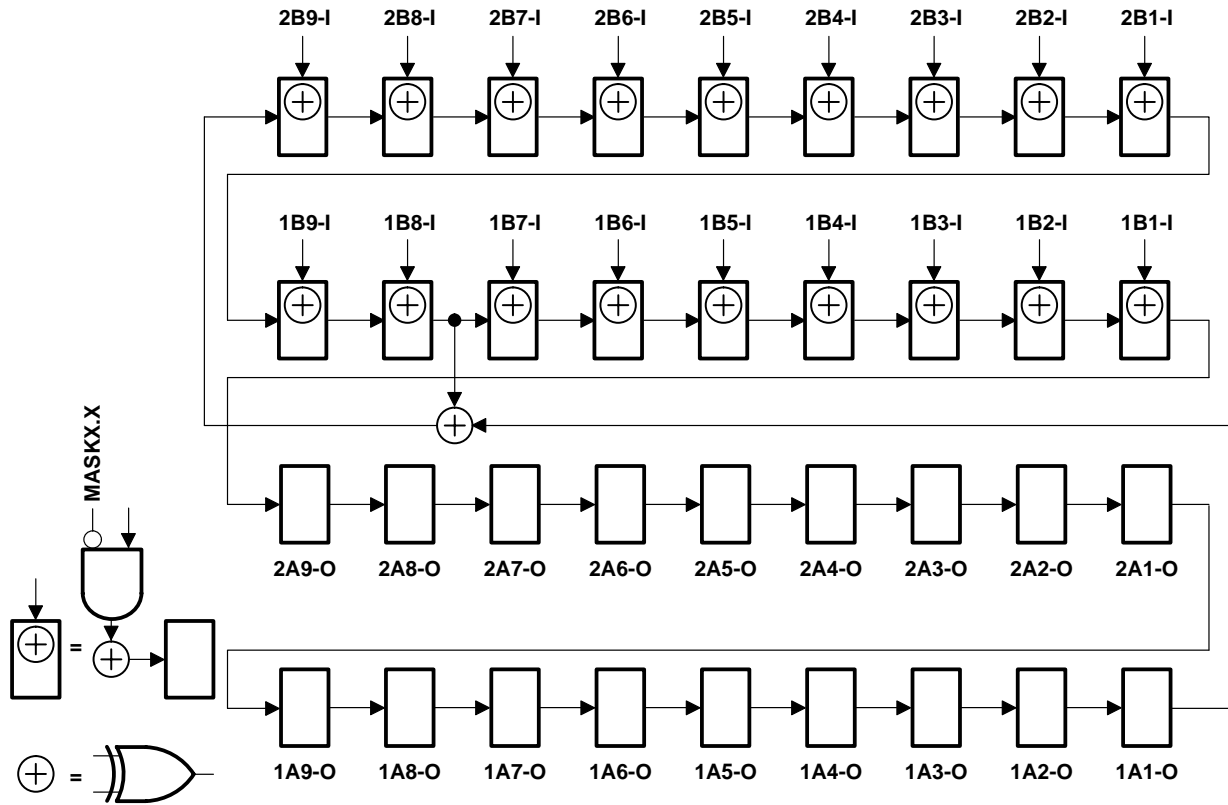 2B9-I 2B8-I 2B7-I 2B6-I 2B5-I 2B4-I 2B3-I 2B2-I 2B1-I
1B9-I 1B8-I 1B7-I 1B6-I 1B5-I 1B4-I 1B3-I 1B2-I 1B1-I
MASKX.X
2A9-O 2A8-O 2A7-O 2A6-O 2A5-O 2A4-O 2A3-O 2A2-O 2A1-O
=
1A9-O 1A8-O 1A7-O 1A6-O 1A5-O 1A4-O 1A3-O 1A2-O 1A1-O
=